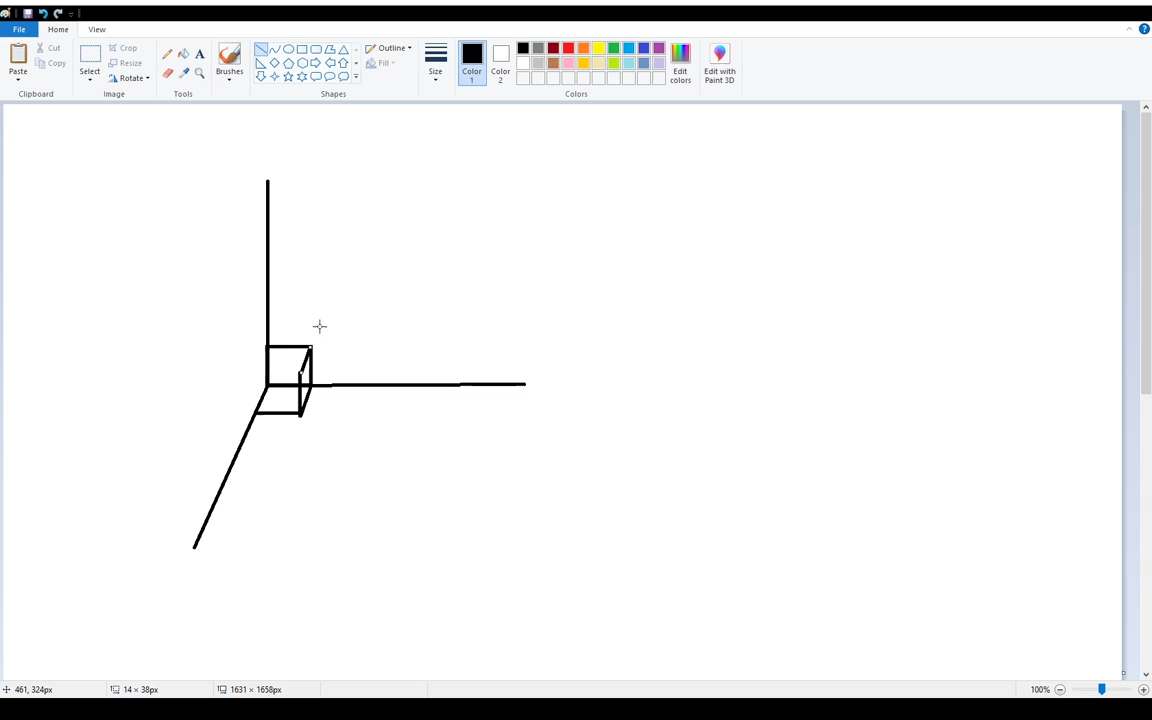 File Home View
Paste
Cut
Copy
Clipboard
Select
Crop
Resize
Rotate
Image
A
Tools
Brushes
Outline
Fill
Shapes
Size
Color 1
Color 2
Edit colors
Colors
Edit with Paint 3D
461, 324px 14 × 38px 1631 × 1658px 100%